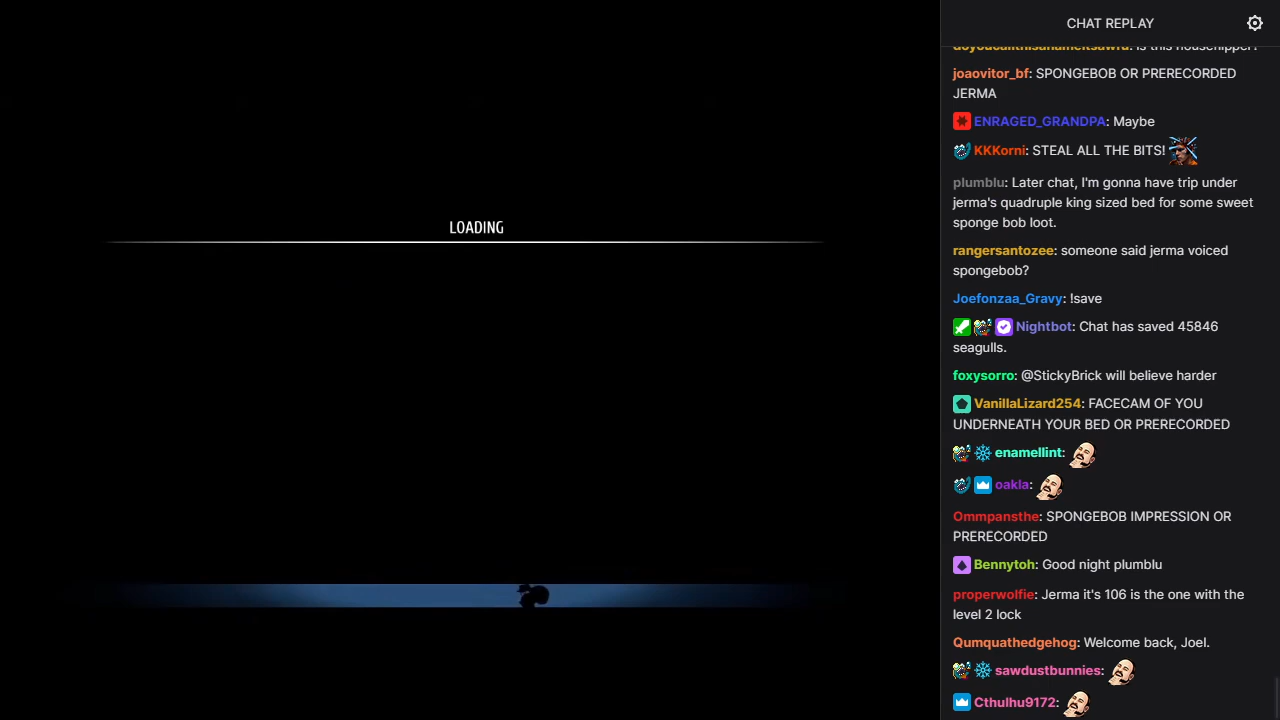 LOADING
CHAT REPLAY
joaovitor_bf: SPONGEBOB OR PRERECORDED
JERMA
ENRAGED_GRANDPA: Maybe
KKKorni: STEAL ALL THE BITS!
plumblu: Later chat, I'm gonna have trip under
jerma's quadruple king sized bed for some sweet
sponge bob loot.
rangersantozee: someone said jerma voiced
spongebob?
Joefonzaa_Gravy: !save
Nightbot: Chat has saved 45846
seagulls.
foxysorro: @StickyBrick will believe harder
VanillaLizard254: FACECAM OF YOU
UNDERNEATH YOUR BED OR PRERECORDED
enamellint:
oakla:
Ommpansthe: SPONGEBOB IMPRESSION OR
PRERECORDED
Bennytoh: Good night plumblu
properwolfie: Jerma it's 106 is the one with the
level 2 lock
Qumquathedgehog: Welcome back, Joel.
sawdustbunnies:
Cthulhu9172: